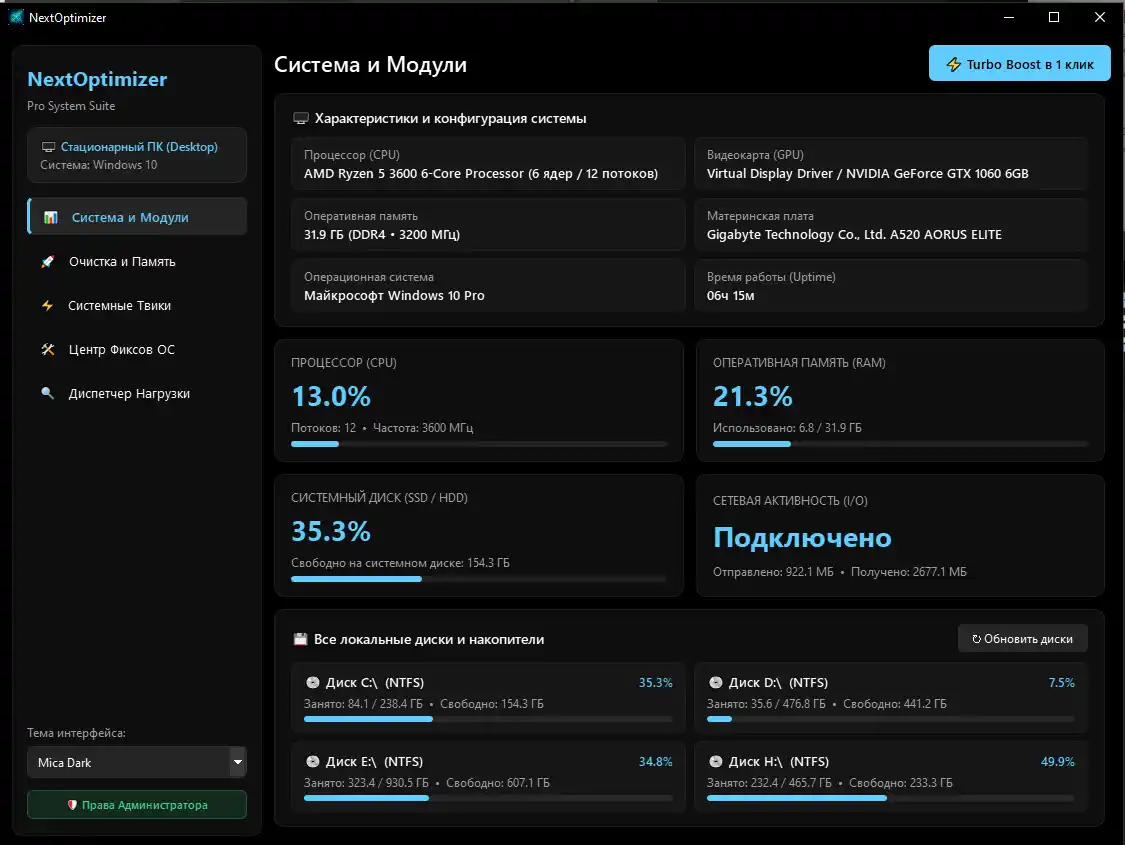 NextOptimizer
NextOptimizer
Pro System Suite
Стационарный ПК (Desktop)
Система: Windows 10
Система и Модули
Очистка и Память
Системные Твики
Центр Фиксов ОС
Диспетчер Нагрузки
Тема интерфейса:
Mica Dark
Права Администратора
Система и Модули
Turbo Boost в 1 клик
Характеристики и конфигурация системы
Процессор (CPU)
AMD Ryzen 5 3600 6-Core Processor (6 ядер / 12 потоков)
Видеокарта (GPU)
Virtual Display Driver / NVIDIA GeForce GTX 1060 6GB
Оперативная память
31.9 ГБ (DDR4 • 3200 МГц)
Материнская плата
Gigabyte Technology Co., Ltd. A520 AORUS ELITE
Операционная система
Майкрософт Windows 10 Pro
Время работы (Uptime)
06ч 15м
ПРОЦЕССОР (CPU)
13.0%
Потоков: 12 • Частота: 3600 МГц
ОПЕРАТИВНАЯ ПАМЯТЬ (RAM)
21.3%
Использовано: 6.8 / 31.9 ГБ
СИСТЕМНЫЙ ДИСК (SSD / HDD)
35.3%
Свободно на системном диске: 154.3 ГБ
СЕТЕВАЯ АКТИВНОСТЬ (I/O)
Подключено
Отправлено: 922.1 МБ • Получено: 2677.1 МБ
Все локальные диски и накопители
Обновить диски
Диск C:\ (NTFS) 35.3%
Занято: 84.1 / 238.4 ГБ • Свободно: 154.3 ГБ
Диск D:\ (NTFS) 7.5%
Занято: 35.6 / 476.8 ГБ • Свободно: 441.2 ГБ
Диск E:\ (NTFS) 34.8%
Занято: 323.4 / 930.5 ГБ • Свободно: 607.1 ГБ
Диск H:\ (NTFS) 49.9%
Занято: 232.4 / 465.7 ГБ • Свободно: 233.3 ГБ